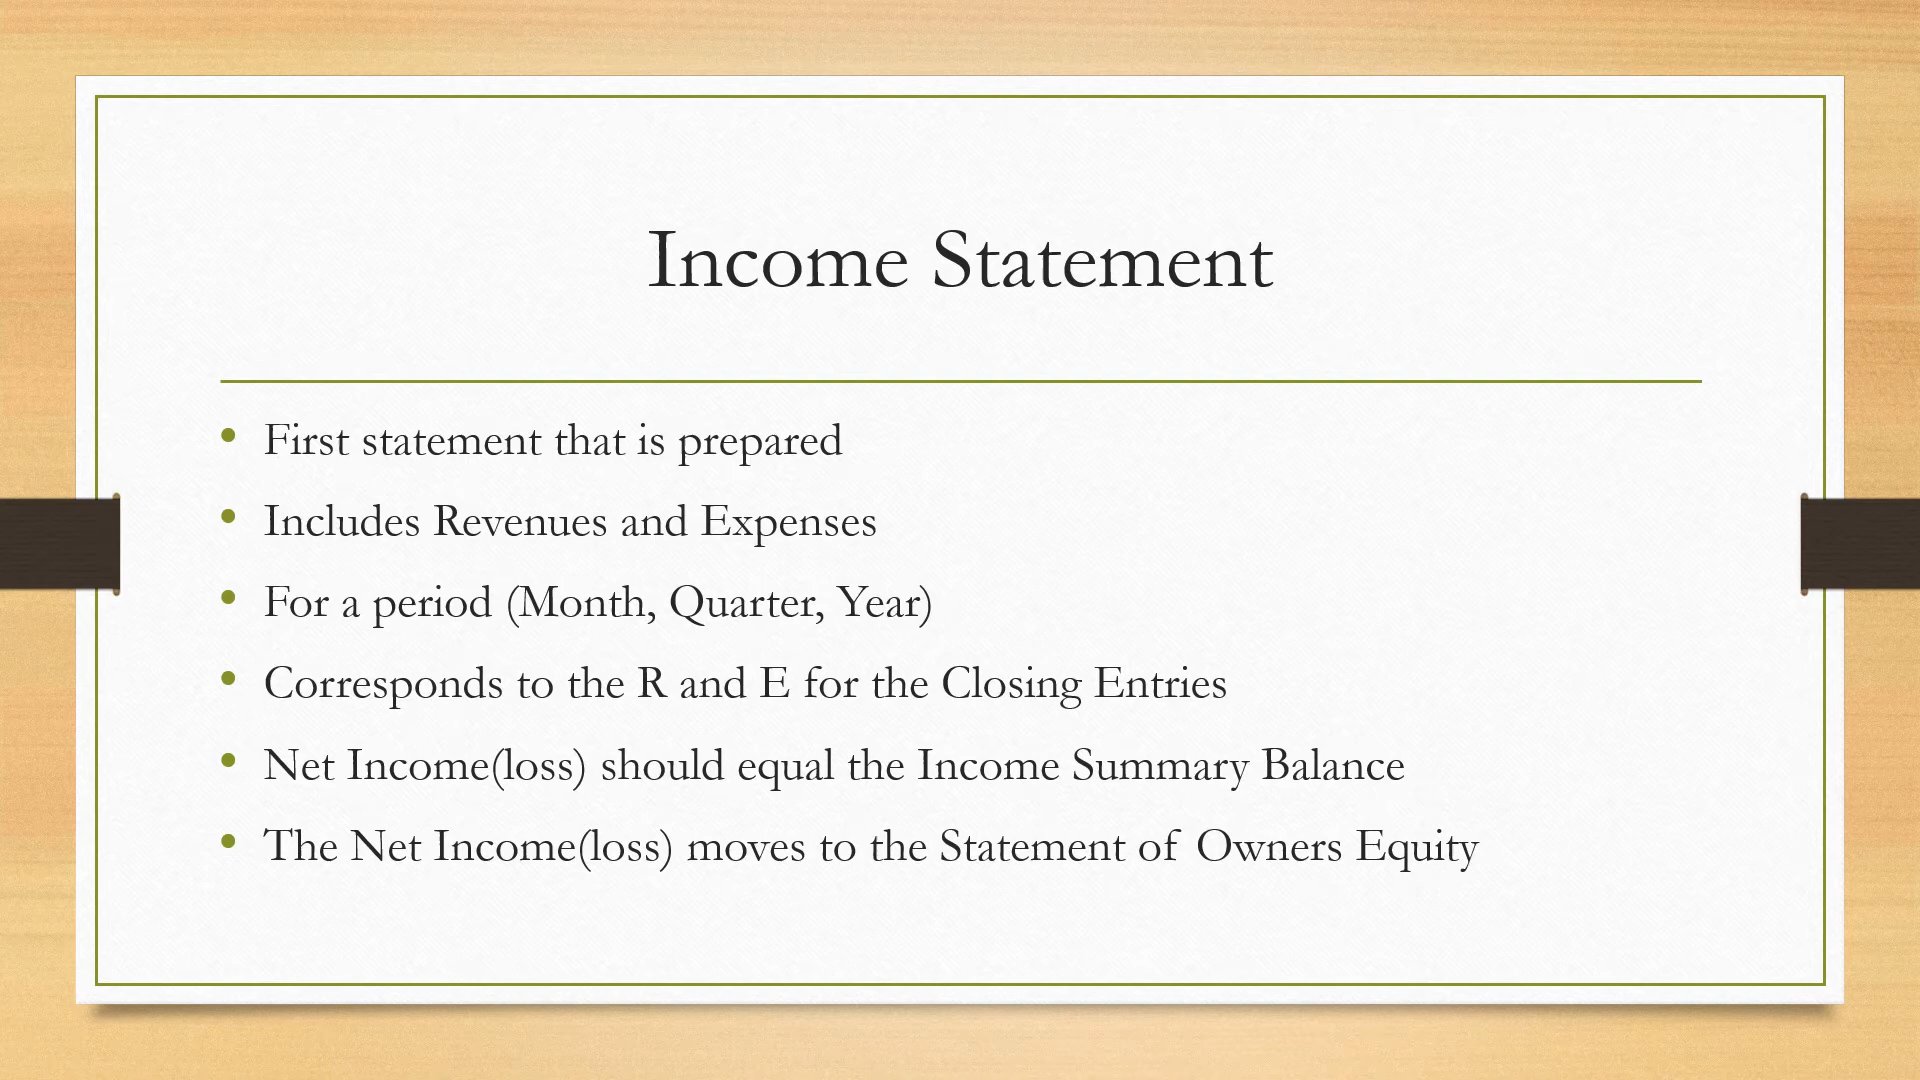 Income Statement
• First statement that is prepared
• Includes Revenues and Expenses
• For a period (Month, Quarter, Year)
• Corresponds to the R and E for the Closing Entries
• Net Income(loss) should equal the Income Summary Balance
• The Net Income(loss) moves to the Statement of Owners Equity